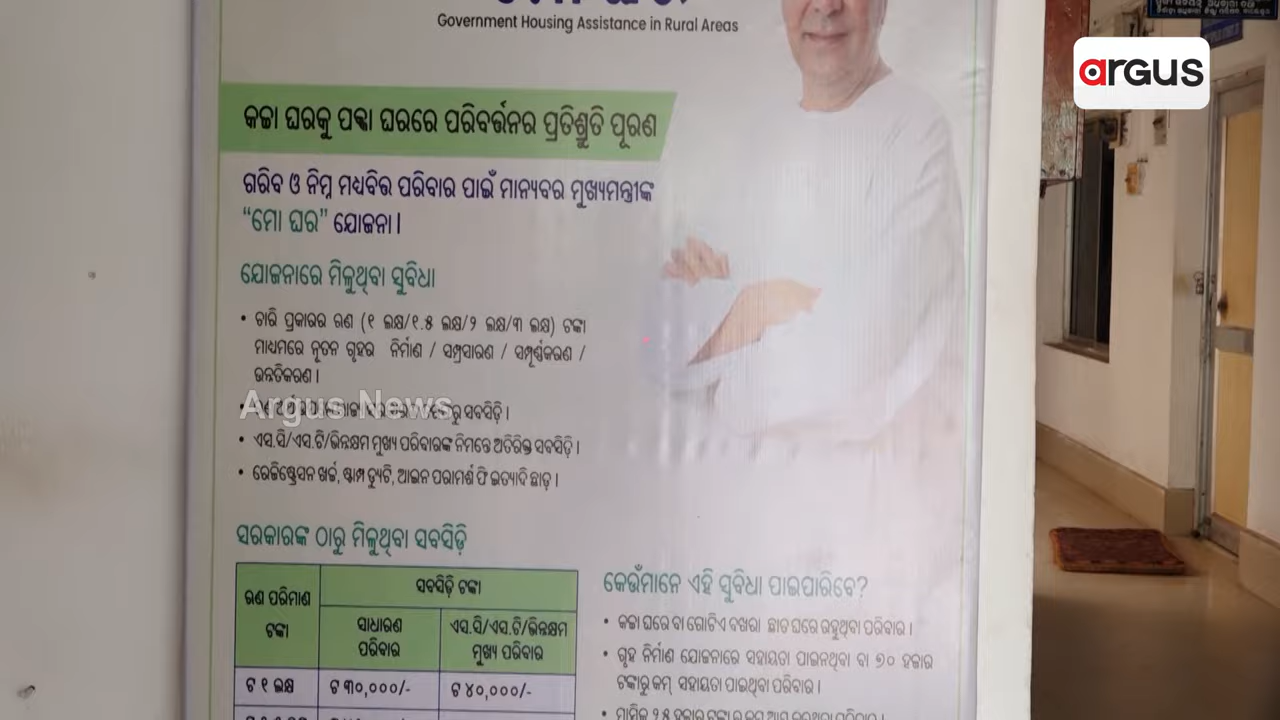 Government Housing Assistance in Rural Areas
argus
କଚ୍ଚା ଘରକୁ ପକ୍କା ଘରରେ ପରିବର୍ତ୍ତନର ପ୍ରତିଶ୍ରୁତି ପୂରଣ
ଗରିବ ଓ ନିମ୍ନ ମଧ୍ୟବିତ୍ତ ପରିବାର ପାଇଁ ମାନ୍ୟବର ମୁଖ୍ୟମନ୍ତ୍ରୀଙ୍କ
“ମୋ ଘର” ଯୋଜନା ।
ଯୋଜନାରେ ମିଳୁଥିବା ସୁବିଧା
• ଚାରି ପ୍ରକାରର ଋଣ (୧ ଲକ୍ଷ/୧.୫ ଲକ୍ଷ/୨ ଲକ୍ଷ/୩ ଲକ୍ଷ) ଟଙ୍କା
ମାଧ୍ୟମରେ ନୂତନ ଗୃହର ନିର୍ମାଣ / ସମ୍ପ୍ରସାରଣ / ସମ୍ପୂର୍ଣ୍ଣକରଣ /
ଉନ୍ନତିକରଣ ।
Argus News
ସବସିଡ଼ି ।
• ଏସ.ସି/ଏସ.ଟି/ଭିନ୍ନକ୍ଷମ ମୁଖ୍ୟ ପରିବାରଙ୍କ ନିମନ୍ତେ ଅତିରିକ୍ତ ସବସିଡ଼ି ।
• ରେଜିଷ୍ଟ୍ରେସନ ଖର୍ଚ୍ଚ, ଷ୍ଟାମ୍ପ ଡ୍ୟୁଟି, ଆଇନ ପରାମର୍ଶ ଫି ଇତ୍ୟାଦି ଛାଡ଼ ।
ସରକାରଙ୍କ ଠାରୁ ମିଳୁଥିବା ସବସିଡ଼ି
ଋଣ ପରିମାଣ
ଟଙ୍କା
ସବସିଡ଼ି ଟଙ୍କା
ସାଧାରଣ
ପରିବାର
ଏସ.ସି/ଏସ.ଟି/ଭିନ୍ନକ୍ଷମ
ମୁଖ୍ୟ ପରିବାର
ଟ ୧ ଲକ୍ଷ ଟ ୩୦,୦୦୦/- ଟ ୪୦,୦୦୦/-
କେଉଁମାନେ ଏହି ସୁବିଧା ପାଇପାରିବେ?
• କଚ୍ଚା ଘରେ ବା ଗୋଟିଏ ବଖରା ଛାତ ଘରେ ରହୁଥିବା ପରିବାର ।
• ଗୃହ ନିର୍ମାଣ ଯୋଜନାରେ ସହାୟତା ପାଇନଥିବା ବା ୭୦ ହଜାର
ଟଙ୍କାରୁ କମ୍ ସହାୟତା ପାଇଥିବା ପରିବାର ।